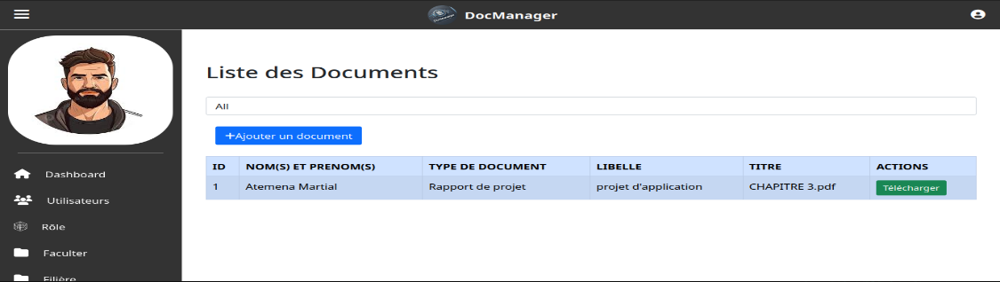 DocManager
Liste des Documents
All
+Ajouter un document
ID NOM(S) ET PRENOM(S) TYPE DE DOCUMENT LIBELLE TITRE ACTIONS
1 Atemena Martial Rapport de projet projet d'application CHAPITRE 3.pdf Télécharger
Dashboard
Utilisateurs
Rôle
Faculter
Filière